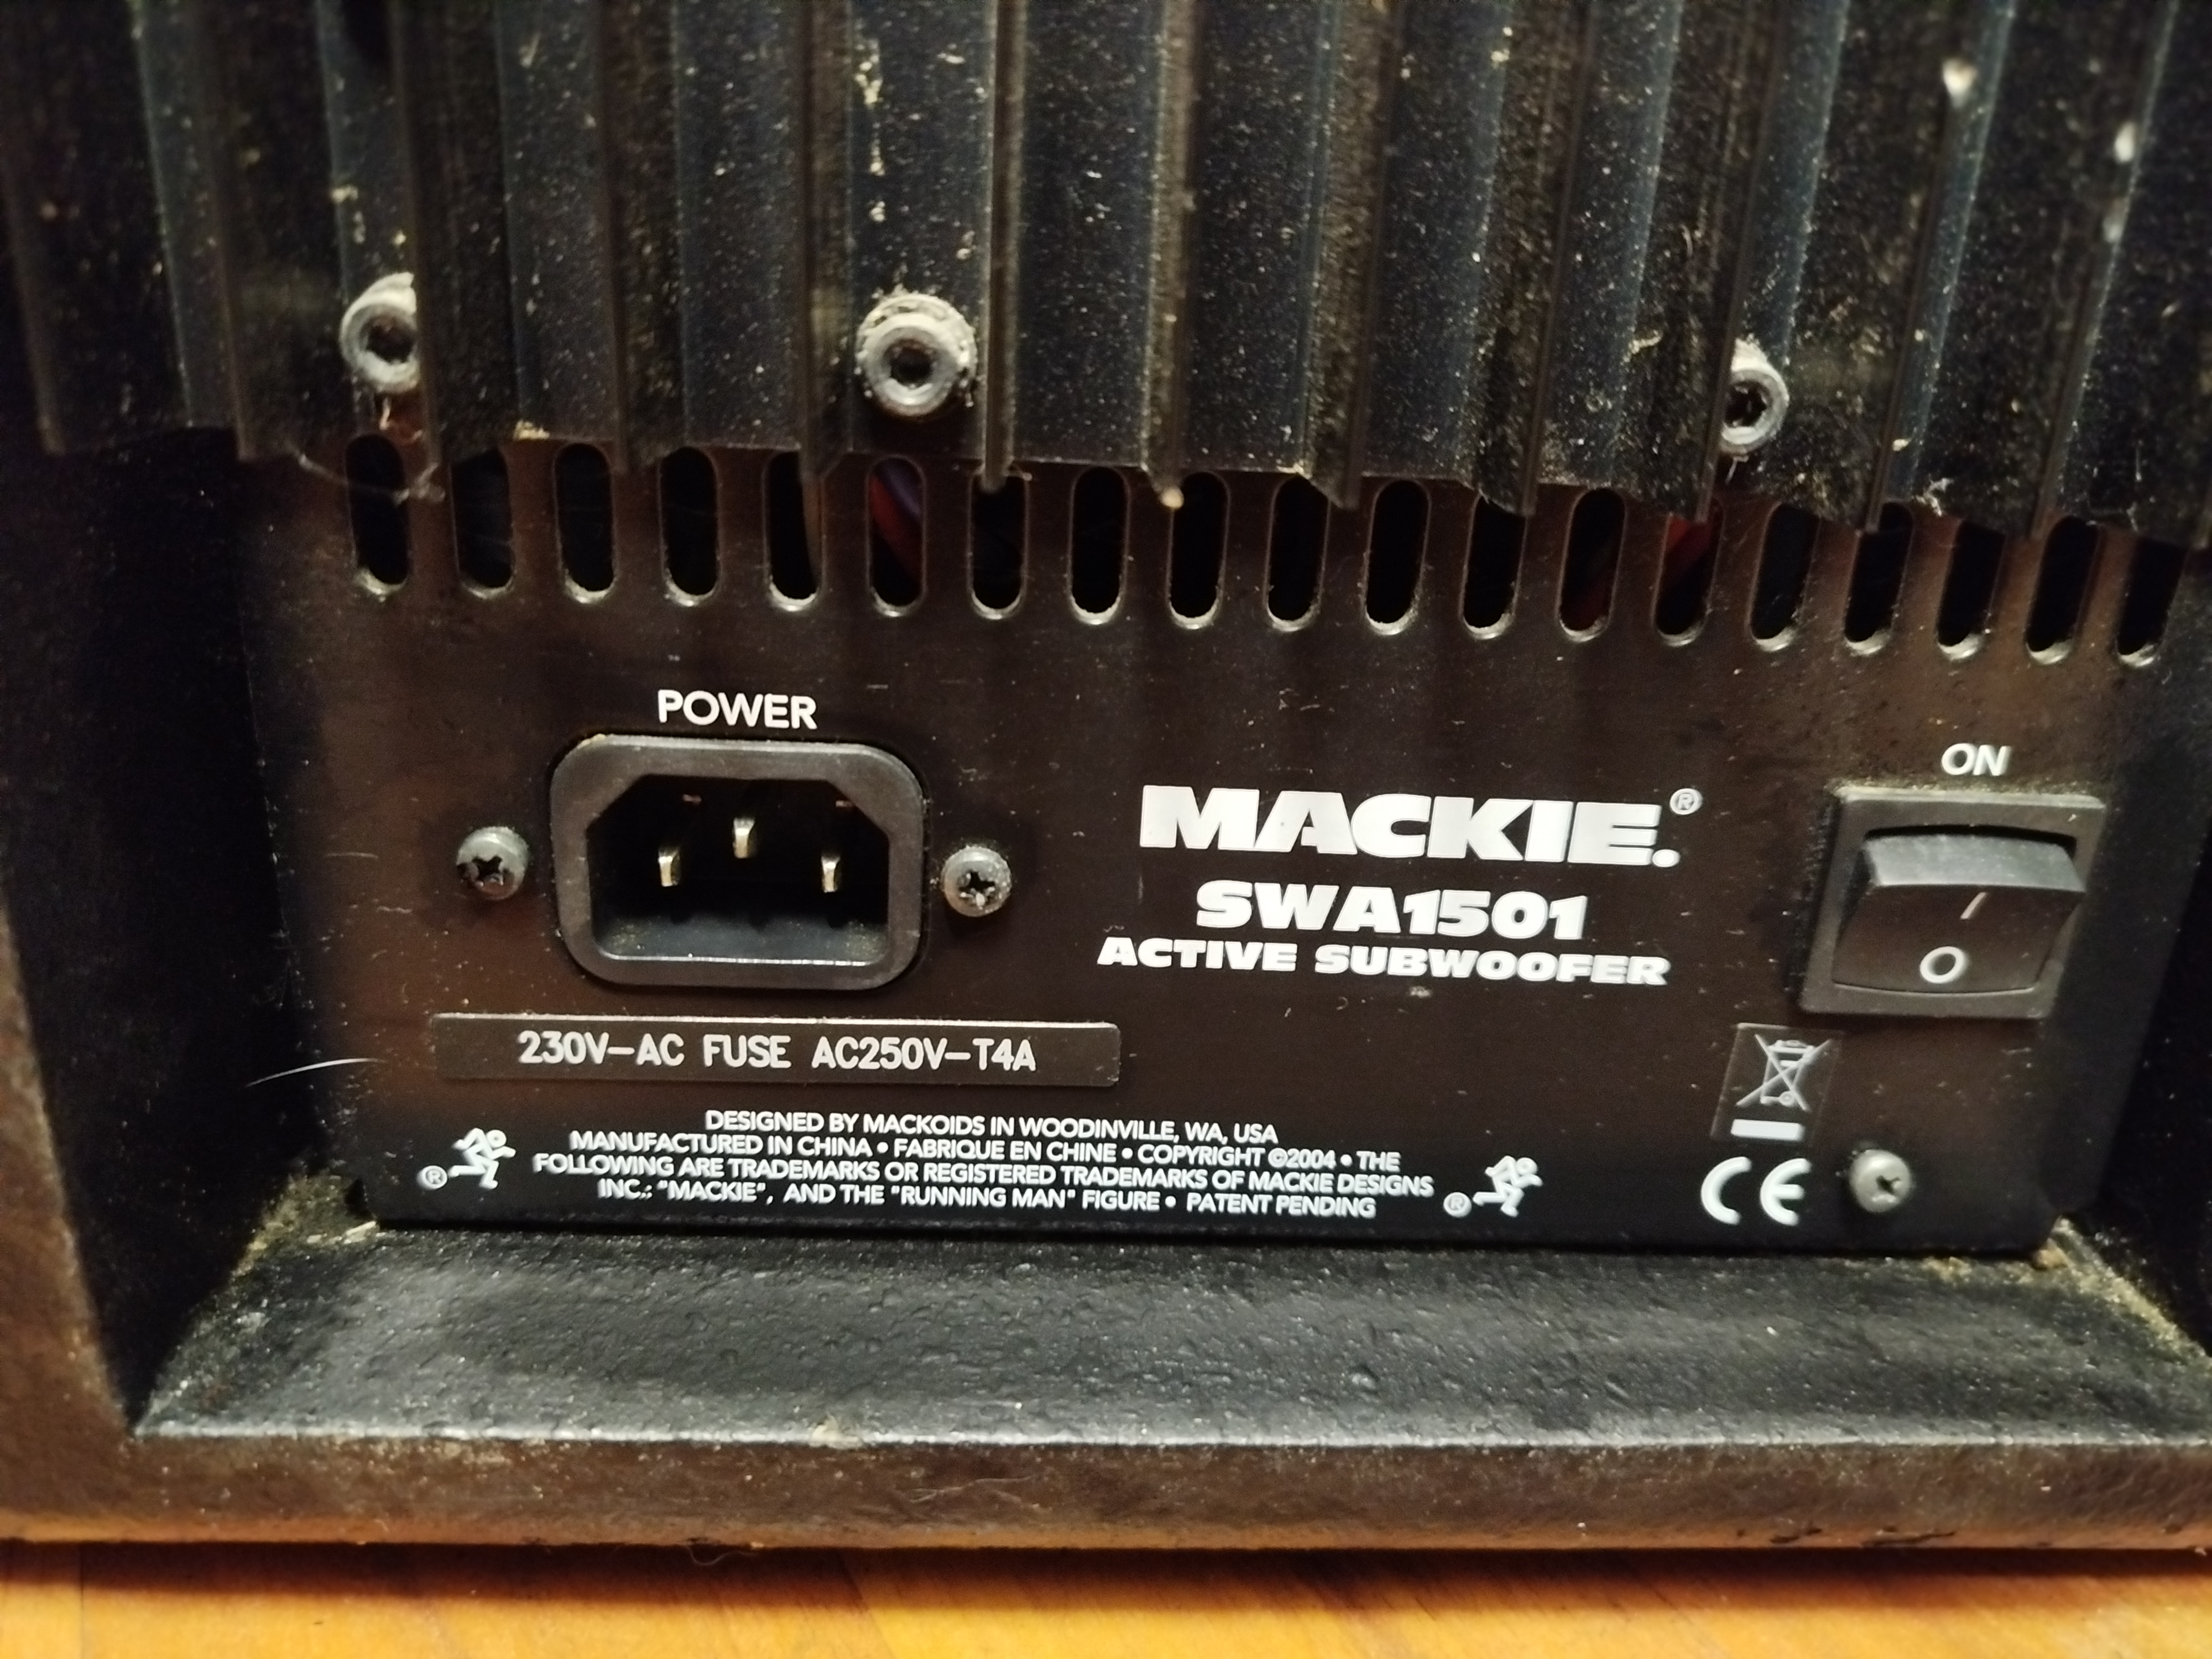 POWER
ON
MACKIE.®
SWA1501
ACTIVE SUBWOOFER
I
O
230V-AC FUSE AC250V-T4A
DESIGNED BY MACKOIDS IN WOODINVILLE, WA, USA
MANUFACTURED IN CHINA • FABRIQUE EN CHINE • COPYRIGHT ©2004 • THE
FOLLOWING ARE TRADEMARKS OR REGISTERED TRADEMARKS OF MACKIE DESIGNS
INC.: "MACKIE", AND THE "RUNNING MAN" FIGURE • PATENT PENDING
®
®
CE